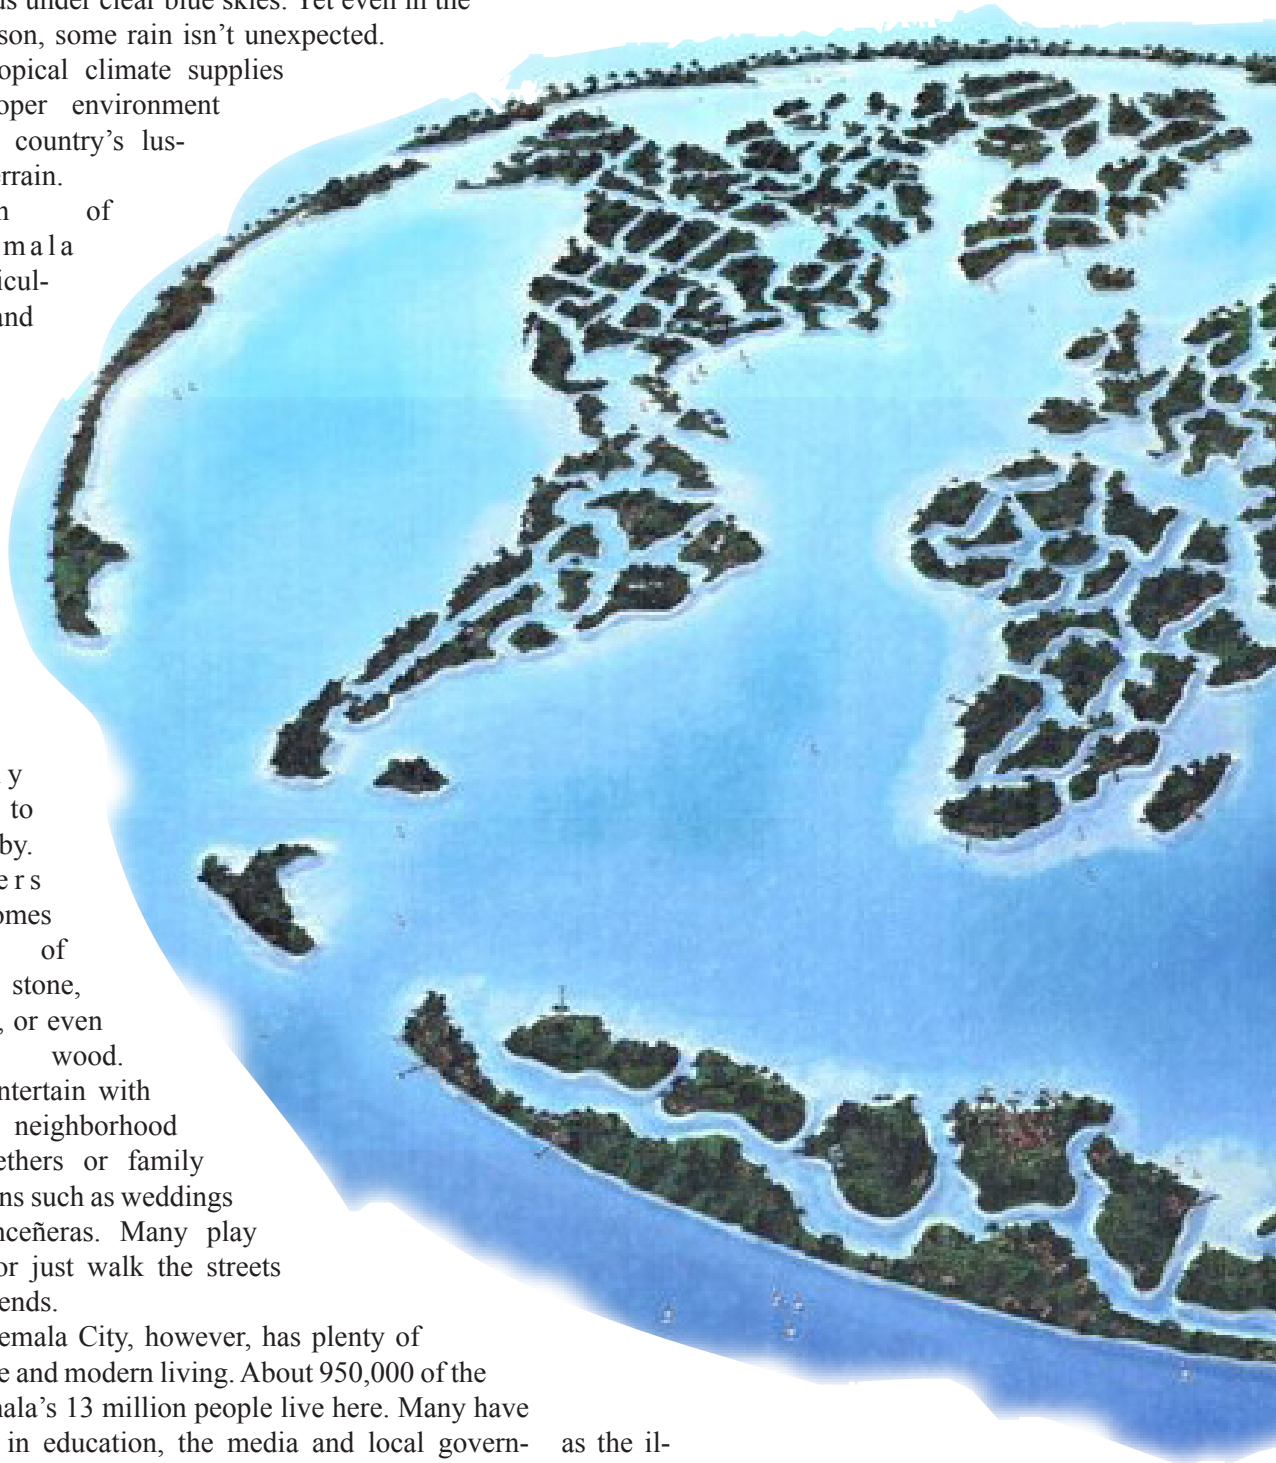 under clear blue skies. Yet even in the
son, some rain isn't unexpected.
opical climate supplies
oper environment
country's lus-
errain.
of
mala
icul-
and
y
to
by.
ers
omes
of
stone,
, or even
wood.
ntertain with
neighborhood
ethers or family
ns such as weddings
nceñeras. Many play
or just walk the streets
ends.
emala City, however, has plenty of
e and modern living. About 950,000 of the
nala's 13 million people live here. Many have
in education, the media and local govern-
as the il-